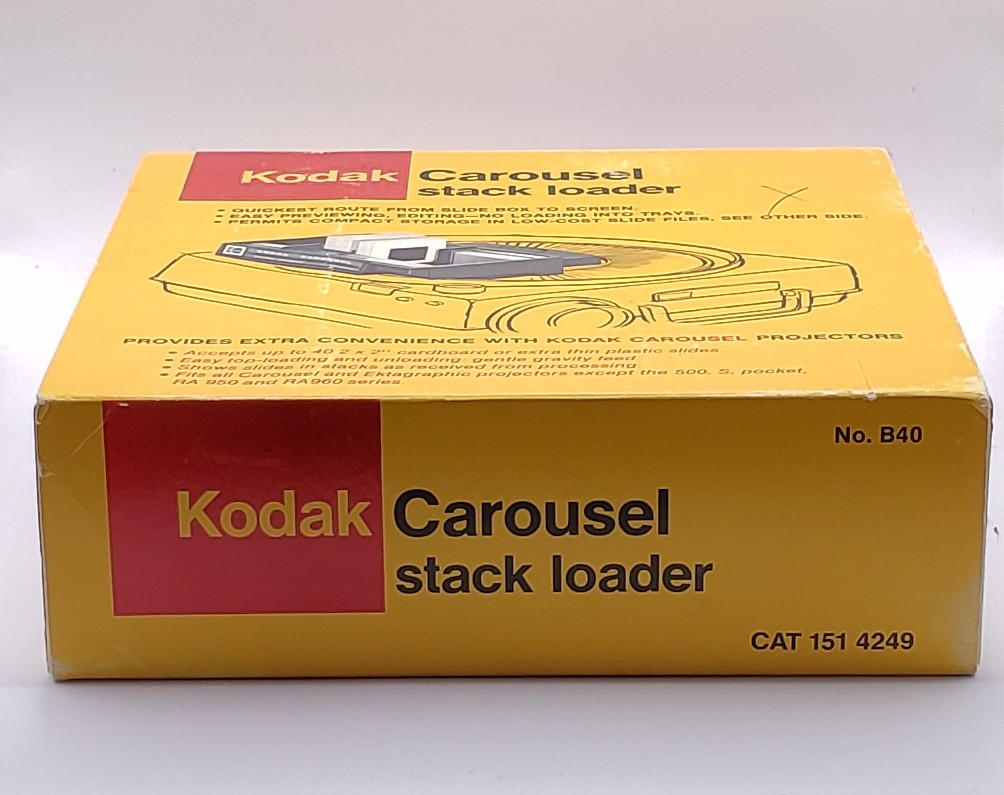 Kodak Carousel
stack loader
- QUICKEST ROUTE FROM SLIDE BOX TO SCREEN.
- EASY PREVIEWING, EDITING—NO LOADING INTO TRAYS.
- PERMITS COMPACT STORAGE IN LOW-COST SLIDE FILES, SEE OTHER SIDE.
PROVIDES EXTRA CONVENIENCE WITH KODAK CAROUSEL PROJECTORS
- Accepts up to 40 2 x 2" cardboard or extra thin plastic slides.
- Easy top-loading and unloading gentle gravity feed
- Shows slides in stacks as received from processing
- Fits all Carousel and Ektagraphic projectors except the 500, S, pocket,
RA 950 and RA960 series.
No. B40
Kodak Carousel
stack loader
CAT 151 4249